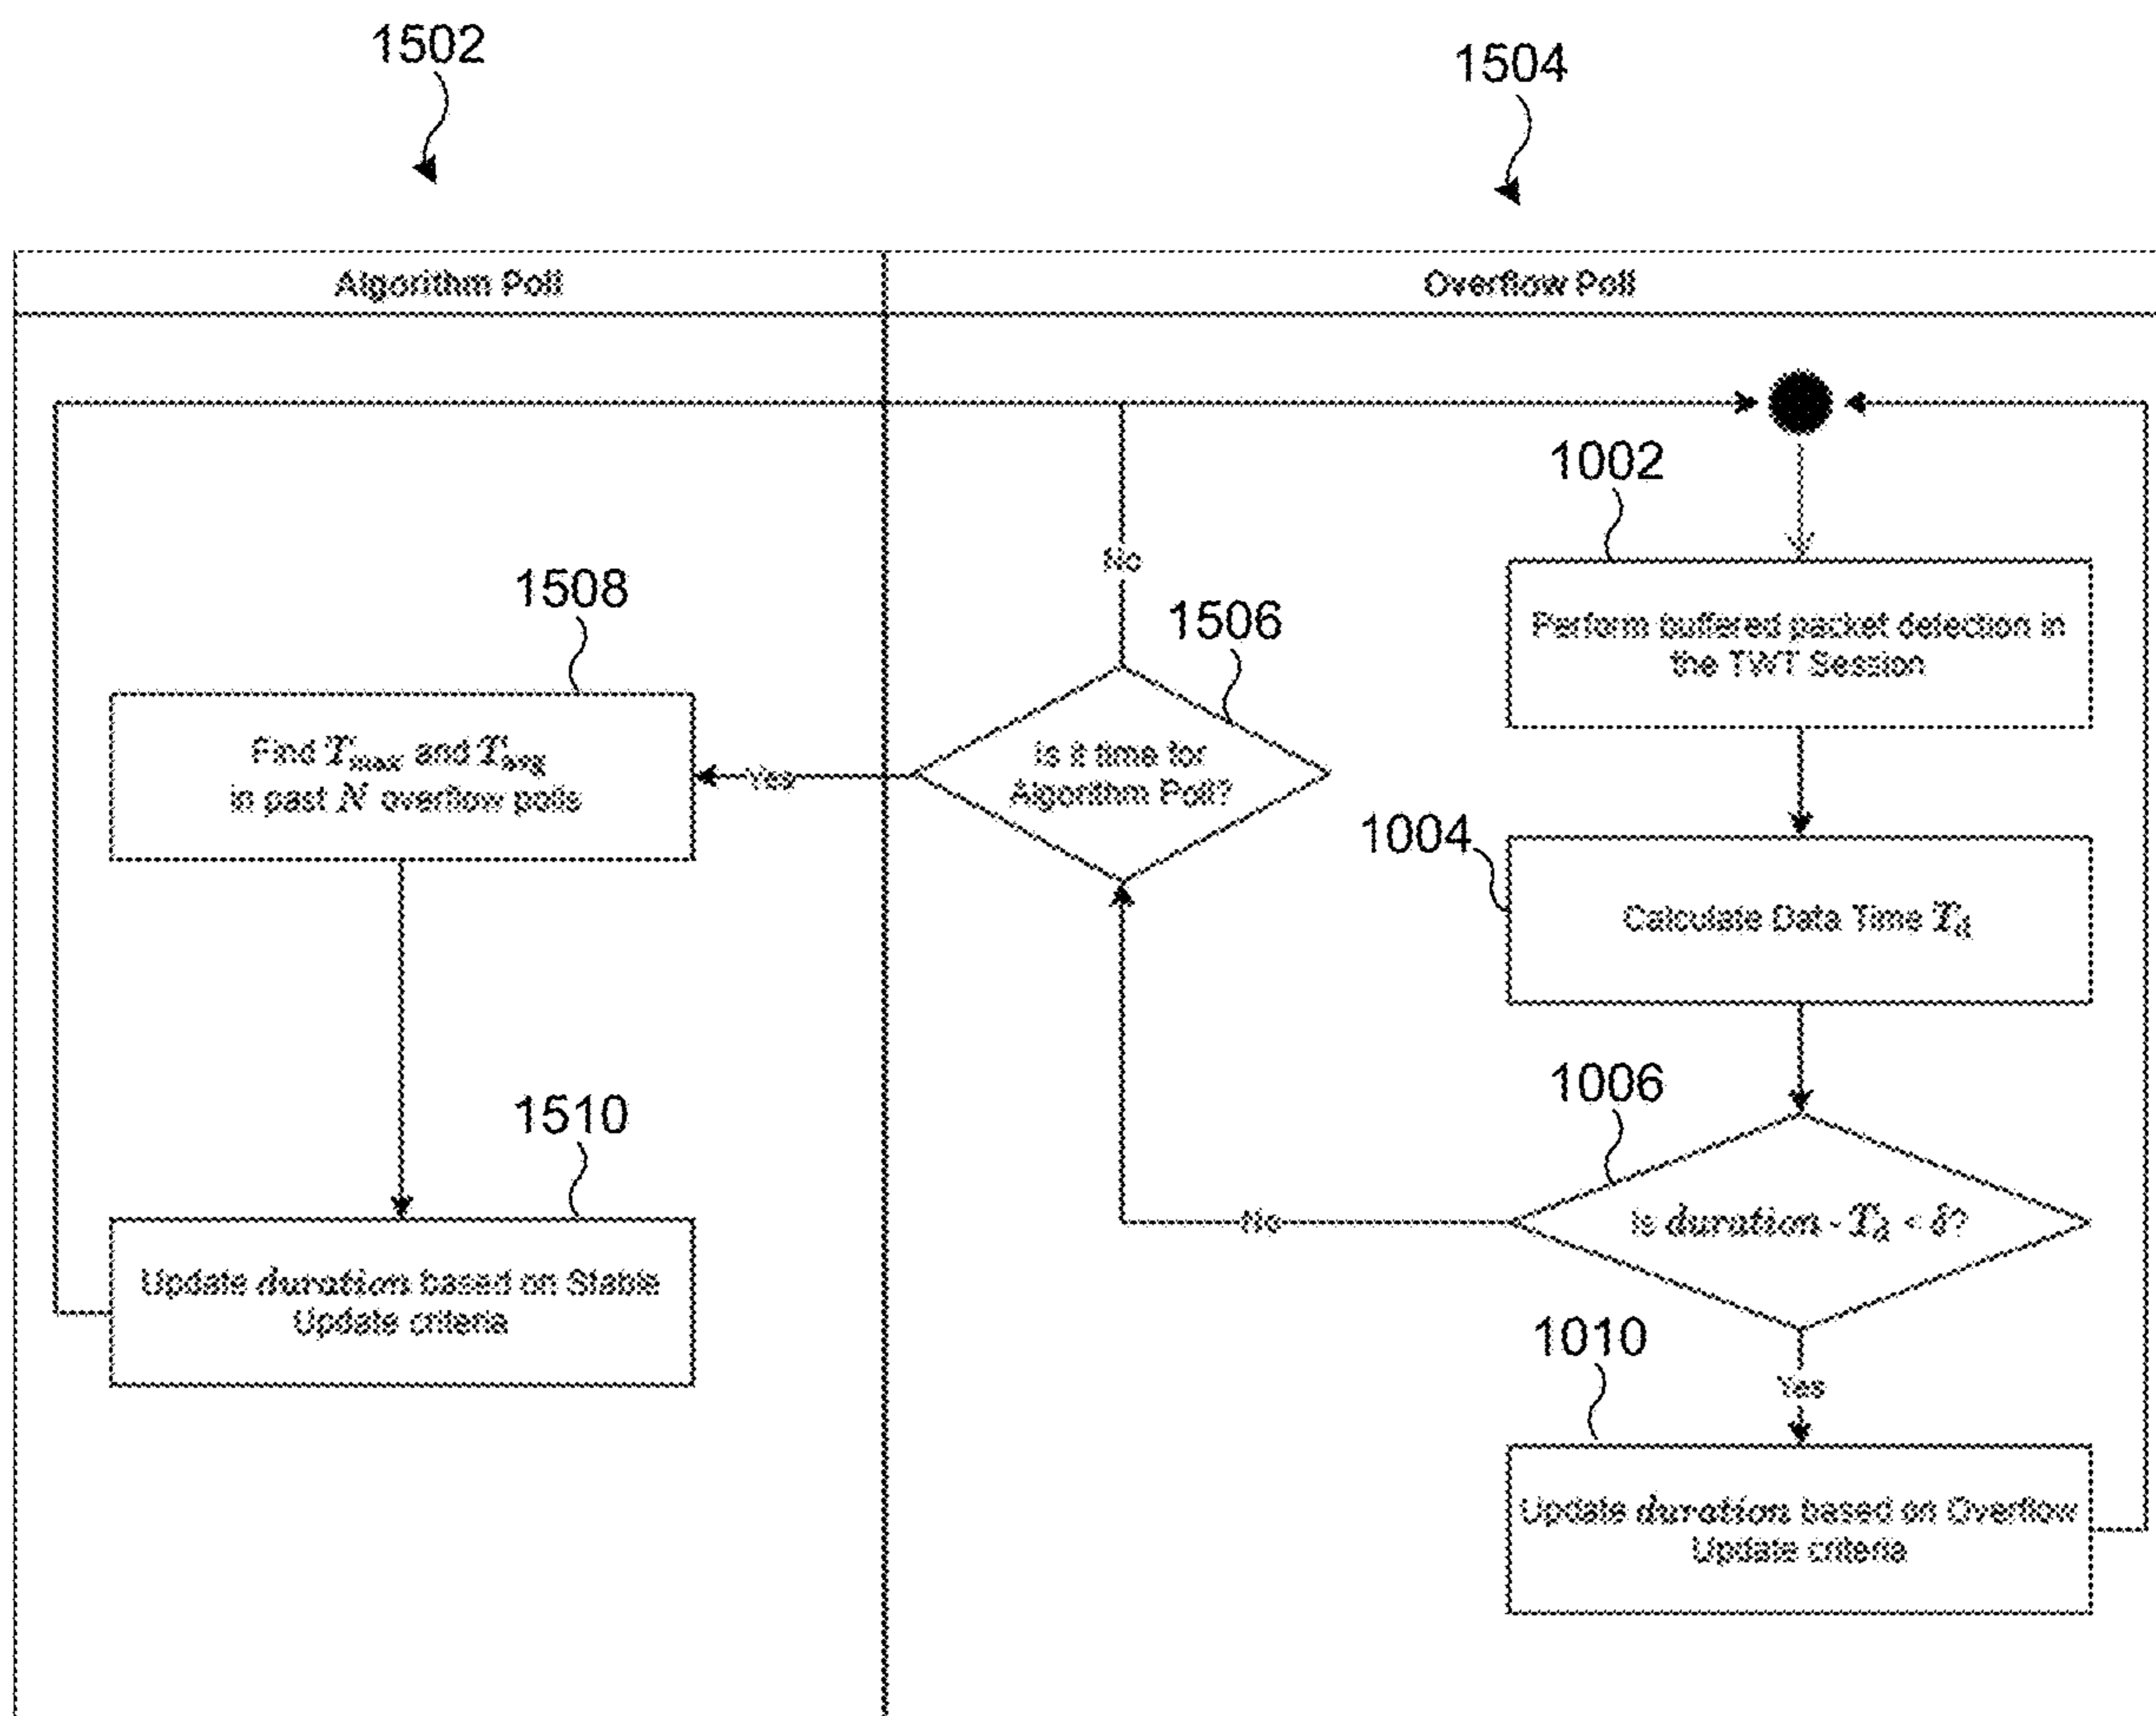 1502
1504
Algorithm Poll
Overflow Poll
1002
Perform buffered packet detection in
the TWT Session
No
1508
1506
Find T_max and T_avg
in past N overflow polls
Yes
Is it time for
Algorithm Poll?
1004
Calculate Data Time T_d
1006
Is duration - T_d < δ?
No
1510
Update duration based on Stable
Update criteria
Yes
1010
Update duration based on Overflow
Update criteria